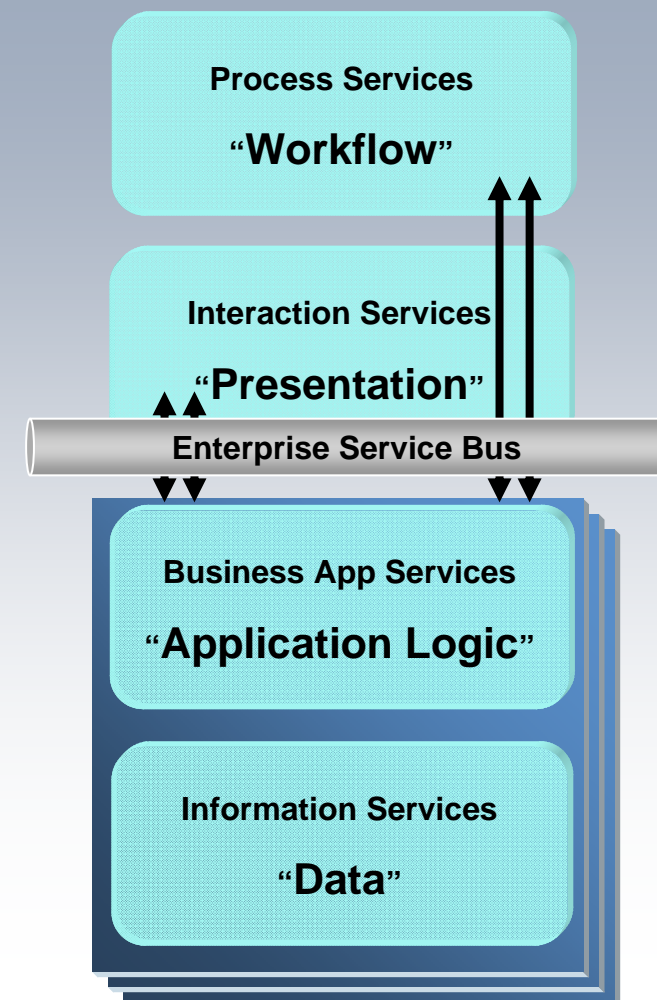 Process Services
“Workflow”
Interaction Services
“Presentation”
Enterprise Service Bus
Business App Services
“Application Logic”
Information Services
“Data”